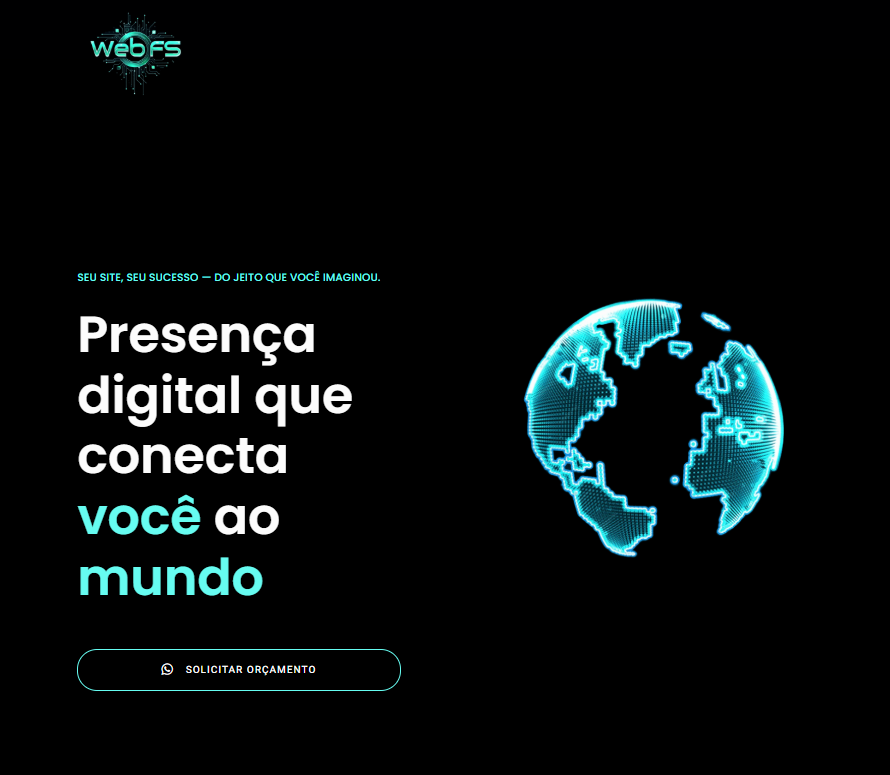 WebFS
SEU SITE, SEU SUCESSO — DO JEITO QUE VOCÊ IMAGINOU.
Presença
digital que
conecta
você ao
mundo
SOLICITAR ORÇAMENTO